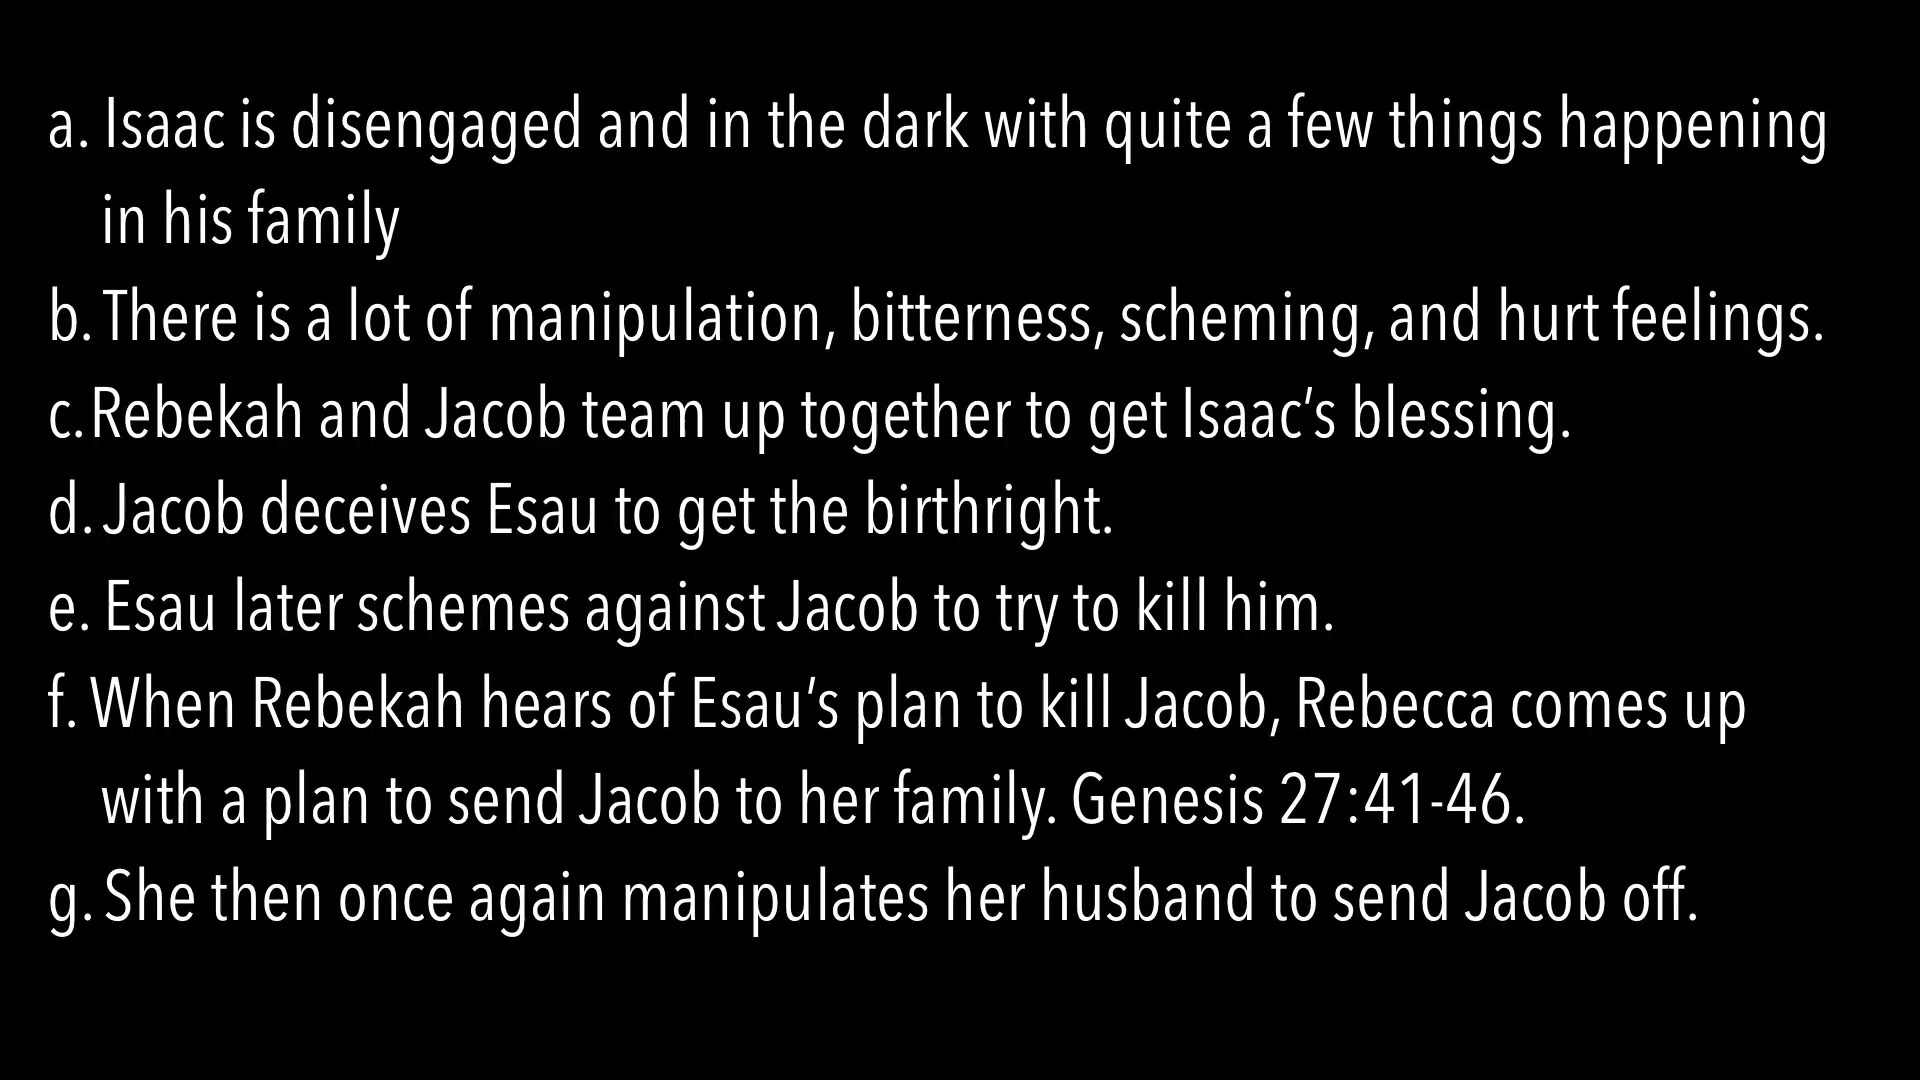 a. Isaac is disengaged and in the dark with quite a few things happening
in his family
b. There is a lot of manipulation, bitterness, scheming, and hurt feelings.
c. Rebekah and Jacob team up together to get Isaac‘s blessing.
d. Jacob deceives Esau to get the birthright.
e. Esau later schemes against Jacob to try to kill him.
f. When Rebekah hears of Esau‘s plan to kill Jacob, Rebecca comes up
with a plan to send Jacob to her family. Genesis 27:41-46.
g. She then once again manipulates her husband to send Jacob off.